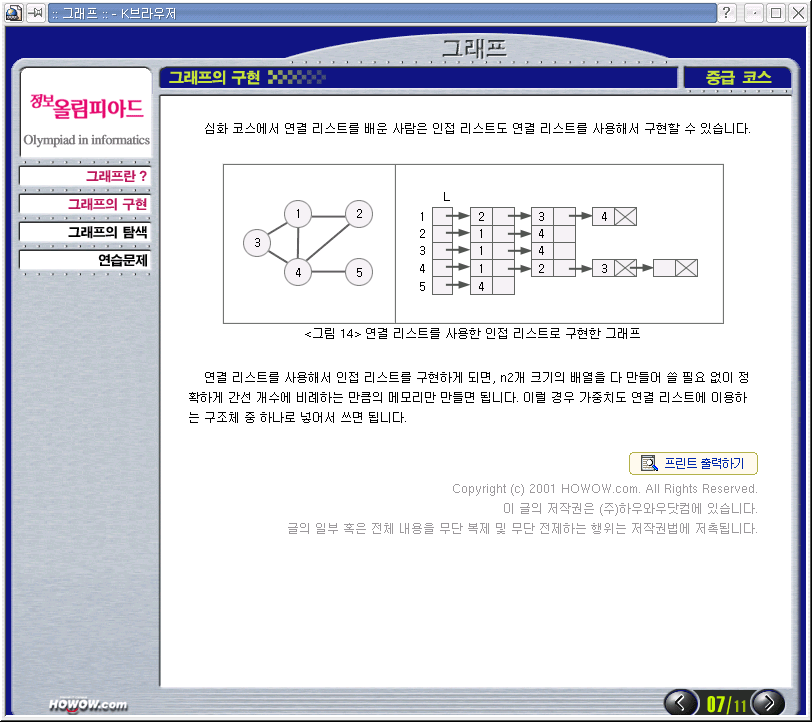 :: 그래프 :: - K브라우저
그래프
그래프의 구현
중급 코스
정보올림피아드
Olympiad in informatics
그래프란 ?
그래프의 구현
그래프의 탐색
연습문제
심화 코스에서 연결 리스트를 배운 사람은 인접 리스트도 연결 리스트를 사용해서 구현할 수 있습니다.
1 2
3
4 5
L
1 2 3 4
2 1 4
3 1 4
4 1 2 3
5 4
<그림 14> 연결 리스트를 사용한 인접 리스트로 구현한 그래프
연결 리스트를 사용해서 인접 리스트를 구현하게 되면, n2개 크기의 배열을 다 만들어 쓸 필요 없이 정
확하게 간선 개수에 비례하는 만큼의 메모리만 만들면 됩니다. 이럴 경우 가중치도 연결 리스트에 이용하
는 구조체 중 하나로 넣어서 쓰면 됩니다.
프린트 출력하기
Copyright (c) 2001 HOWOW.com. All Rights Reserved.
이 글의 저작권은 (주)하우와우닷컴에 있습니다.
글의 일부 혹은 전체 내용을 무단 복제 및 무단 전제하는 행위는 저작권법에 저촉됩니다.
HOWOW.com
07/11